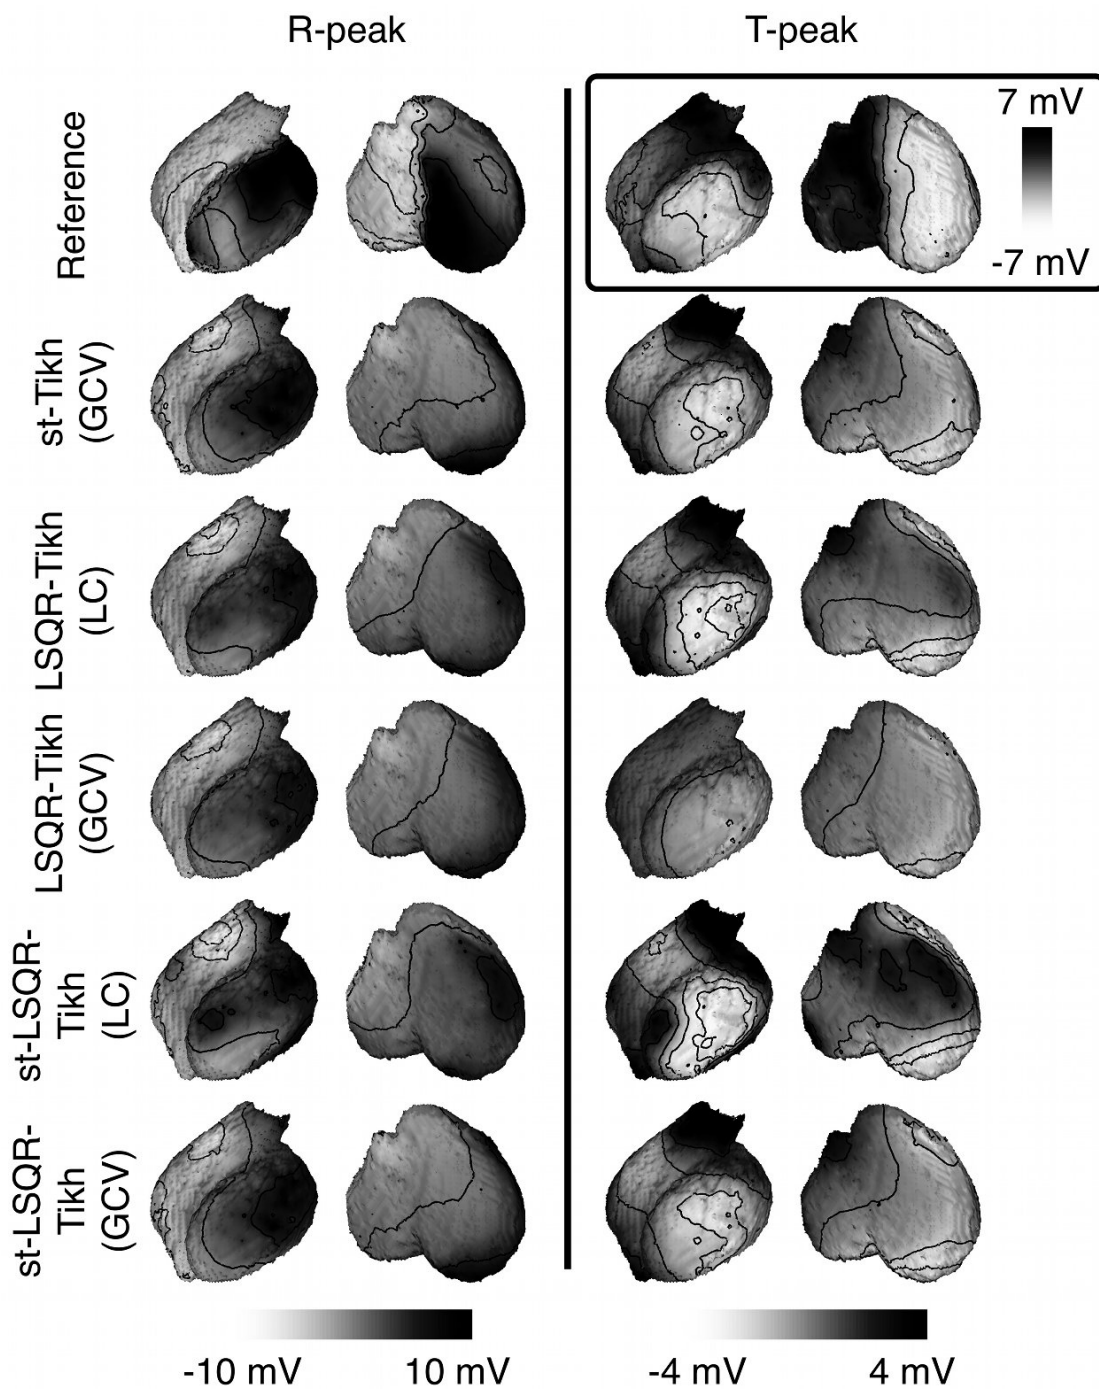 R-peak
T-peak
Reference
7 mV
-7 mV
st-Tikh
(GCV)
LSQR-Tikh
(LC)
LSQR-Tikh
(GCV)
st-LSQR-
Tikh
(LC)
st-LSQR-
Tikh
(GCV)
-10 mV
10 mV
-4 mV
4 mV